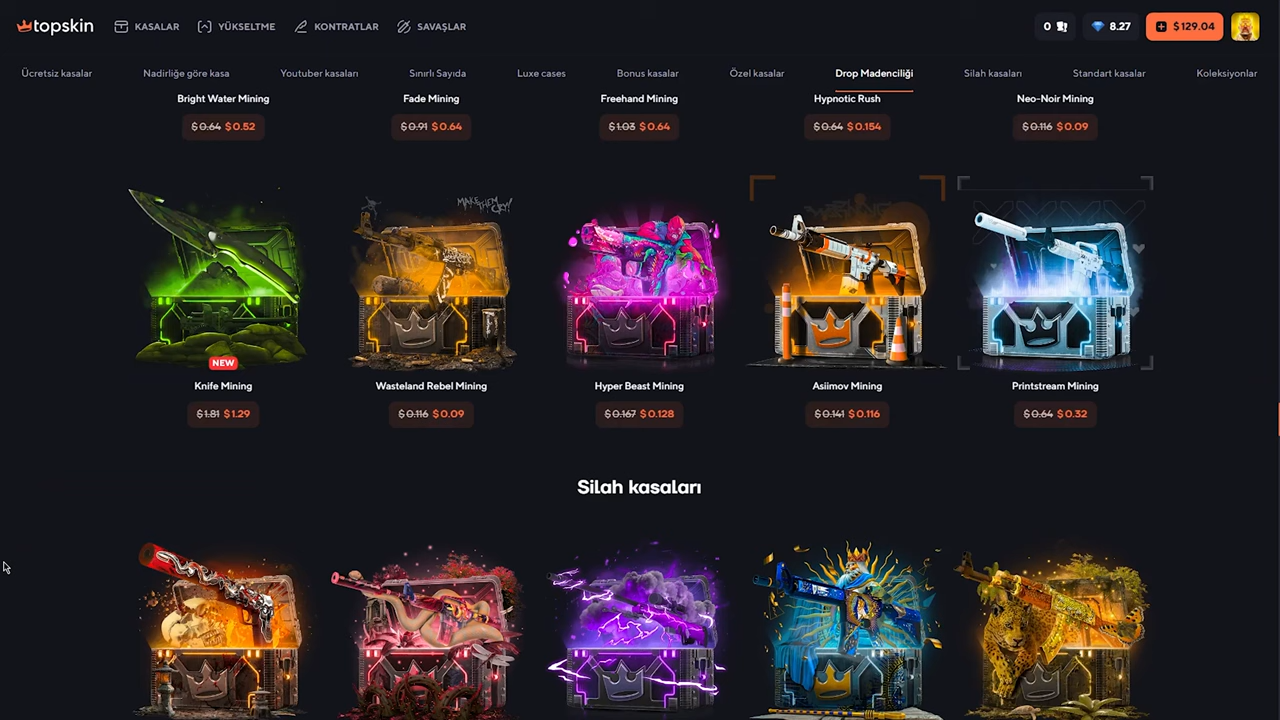 topskin KASALAR YÜKSELTME KONTRATLAR SAVAŞLAR 0 8.27 $ 129.04
Ücretsiz kasalar Nadirliğe göre kasa Youtuber kasaları Sınırlı Sayıda Luxe cases Bonus kasalar Özel kasalar Drop Madenciliği Silah kasaları Standart kasalar Koleksiyonlar
Bright Water Mining Fade Mining Freehand Mining Hypnotic Rush Neo-Noir Mining
$ 0.64 $ 0.52 $ 0.91 $ 0.64 $ 1.03 $ 0.64 $ 0.64 $ 0.154 $ 0.116 $ 0.09
MAKE THEM CRY!
NEW
Knife Mining Wasteland Rebel Mining Hyper Beast Mining Asiimov Mining Printstream Mining
$ 1.81 $ 1.29 $ 0.116 $ 0.09 $ 0.167 $ 0.128 $ 0.141 $ 0.116 $ 0.64 $ 0.32
Silah kasaları